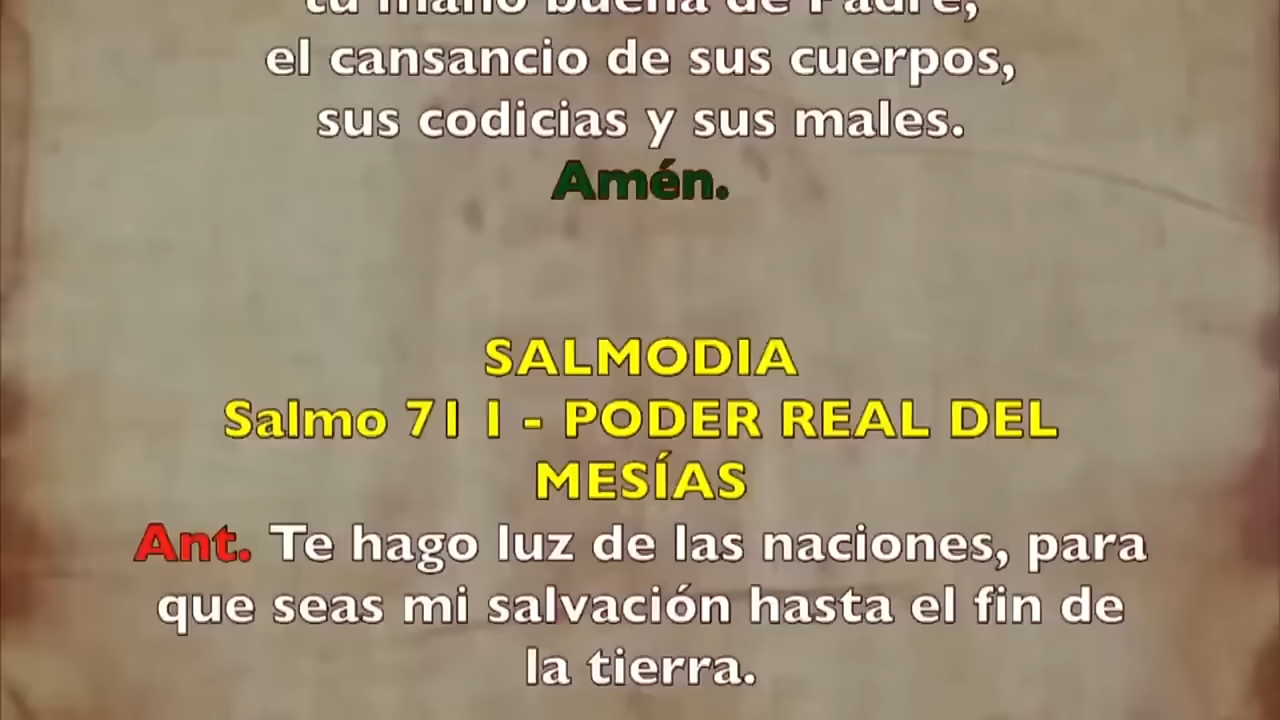 tu mano buena de Padre,
el cansancio de sus cuerpos,
sus codicias y sus males.
Amén.
SALMODIA
Salmo 71 I - PODER REAL DEL
MESÍAS
Ant. Te hago luz de las naciones, para
que seas mi salvación hasta el fin de
la tierra.